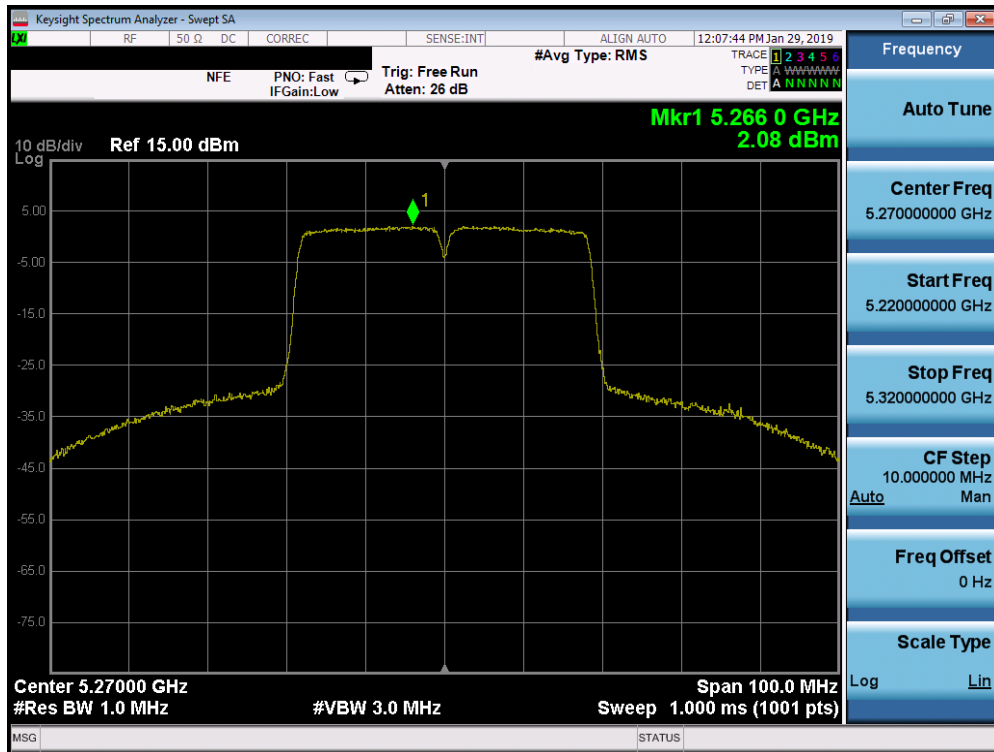 Keysight Spectrum Analyzer - Swept SA
LXI RF 50 Ω DC CORREC SENSE:INT ALIGN AUTO 12:07:44 PM Jan 29, 2019
NFE PNO: Fast Trig: Free Run #Avg Type: RMS TRACE 1 2 3 4 5 6
IFGain:Low Atten: 26 dB TYPE A WWWWW
DET A N N N N N
Mkr1 5.266 0 GHz
2.08 dBm
10 dB/div Ref 15.00 dBm
Log
1
5.00
-5.00
-15.0
-25.0
-35.0
-45.0
-55.0
-65.0
-75.0
Center 5.27000 GHz Span 100.0 MHz
#Res BW 1.0 MHz #VBW 3.0 MHz Sweep 1.000 ms (1001 pts)
MSG STATUS
Frequency
Auto Tune
Center Freq
5.270000000 GHz
Start Freq
5.220000000 GHz
Stop Freq
5.320000000 GHz
CF Step
10.000000 MHz
Auto Man
Freq Offset
0 Hz
Scale Type
Log Lin